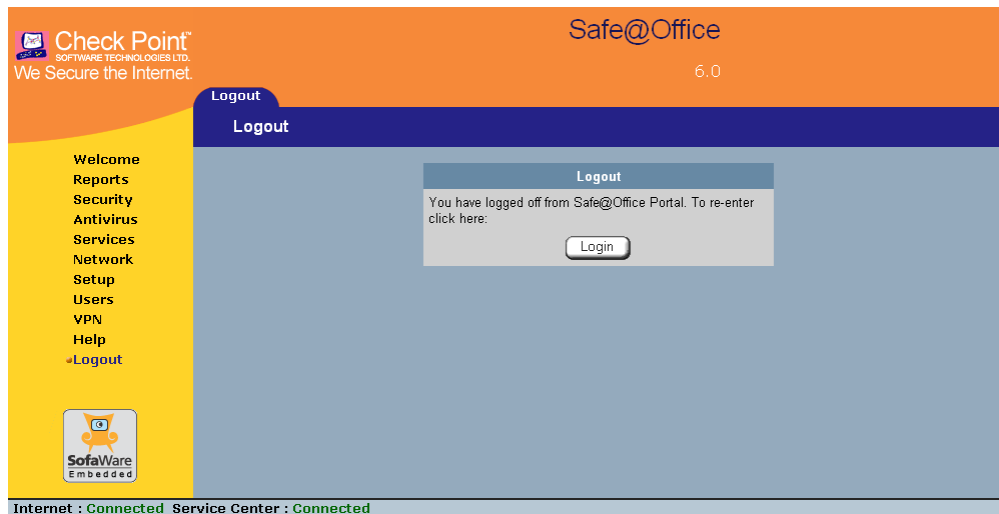 Check Point™
SOFTWARE TECHNOLOGIES LTD.
We Secure the Internet.
Safe@Office
6.0
Logout
Logout
Welcome
Reports
Security
Antivirus
Services
Network
Setup
Users
VPN
Help
Logout
Logout
You have logged off from Safe@Office Portal. To re-enter
click here:
Login
SofaWare
Embedded
Internet : Connected Service Center : Connected